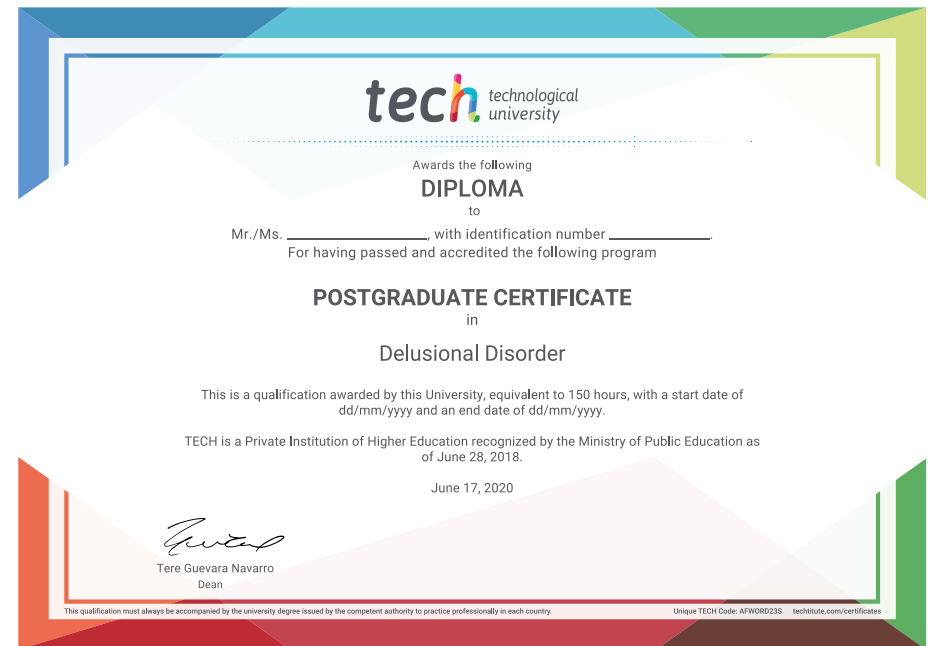 tech technological
university
Awards the following
DIPLOMA
to
Mr./Ms. __________________, with identification number _____________.
For having passed and accredited the following program
POSTGRADUATE CERTIFICATE
in
Delusional Disorder
This is a qualification awarded by this University, equivalent to 150 hours, with a start date of
dd/mm/yyyy and an end date of dd/mm/yyyy.
TECH is a Private Institution of Higher Education recognized by the Ministry of Public Education as
of June 28, 2018.
June 17, 2020
Tere Guevara Navarro
Dean
This qualification must always be accompanied by the university degree issued by the competent authority to practice professionally in each country. Unique TECH Code: AFWORD23S techtitute.com/certificates